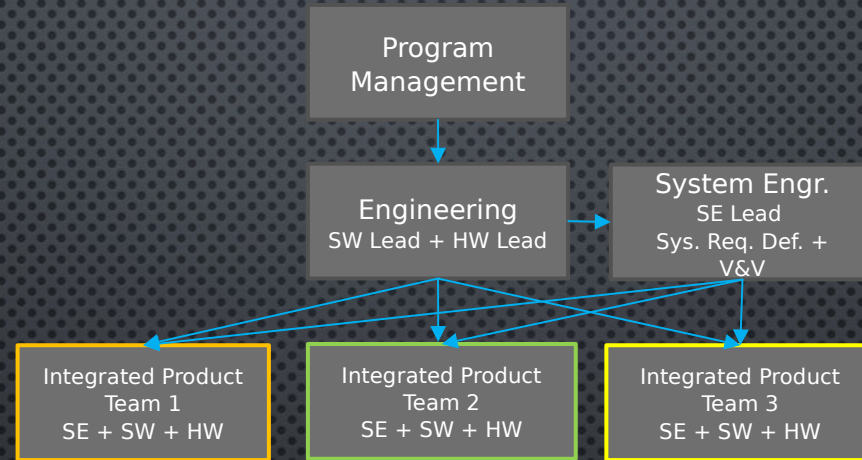 Program
Management
Engineering
SW Lead + HW Lead
System Engr.
SE Lead
Sys. Req. Def. +
V&V
Integrated Product
Team 1
SE + SW + HW
Integrated Product
Team 2
SE + SW + HW
Integrated Product
Team 3
SE + SW + HW